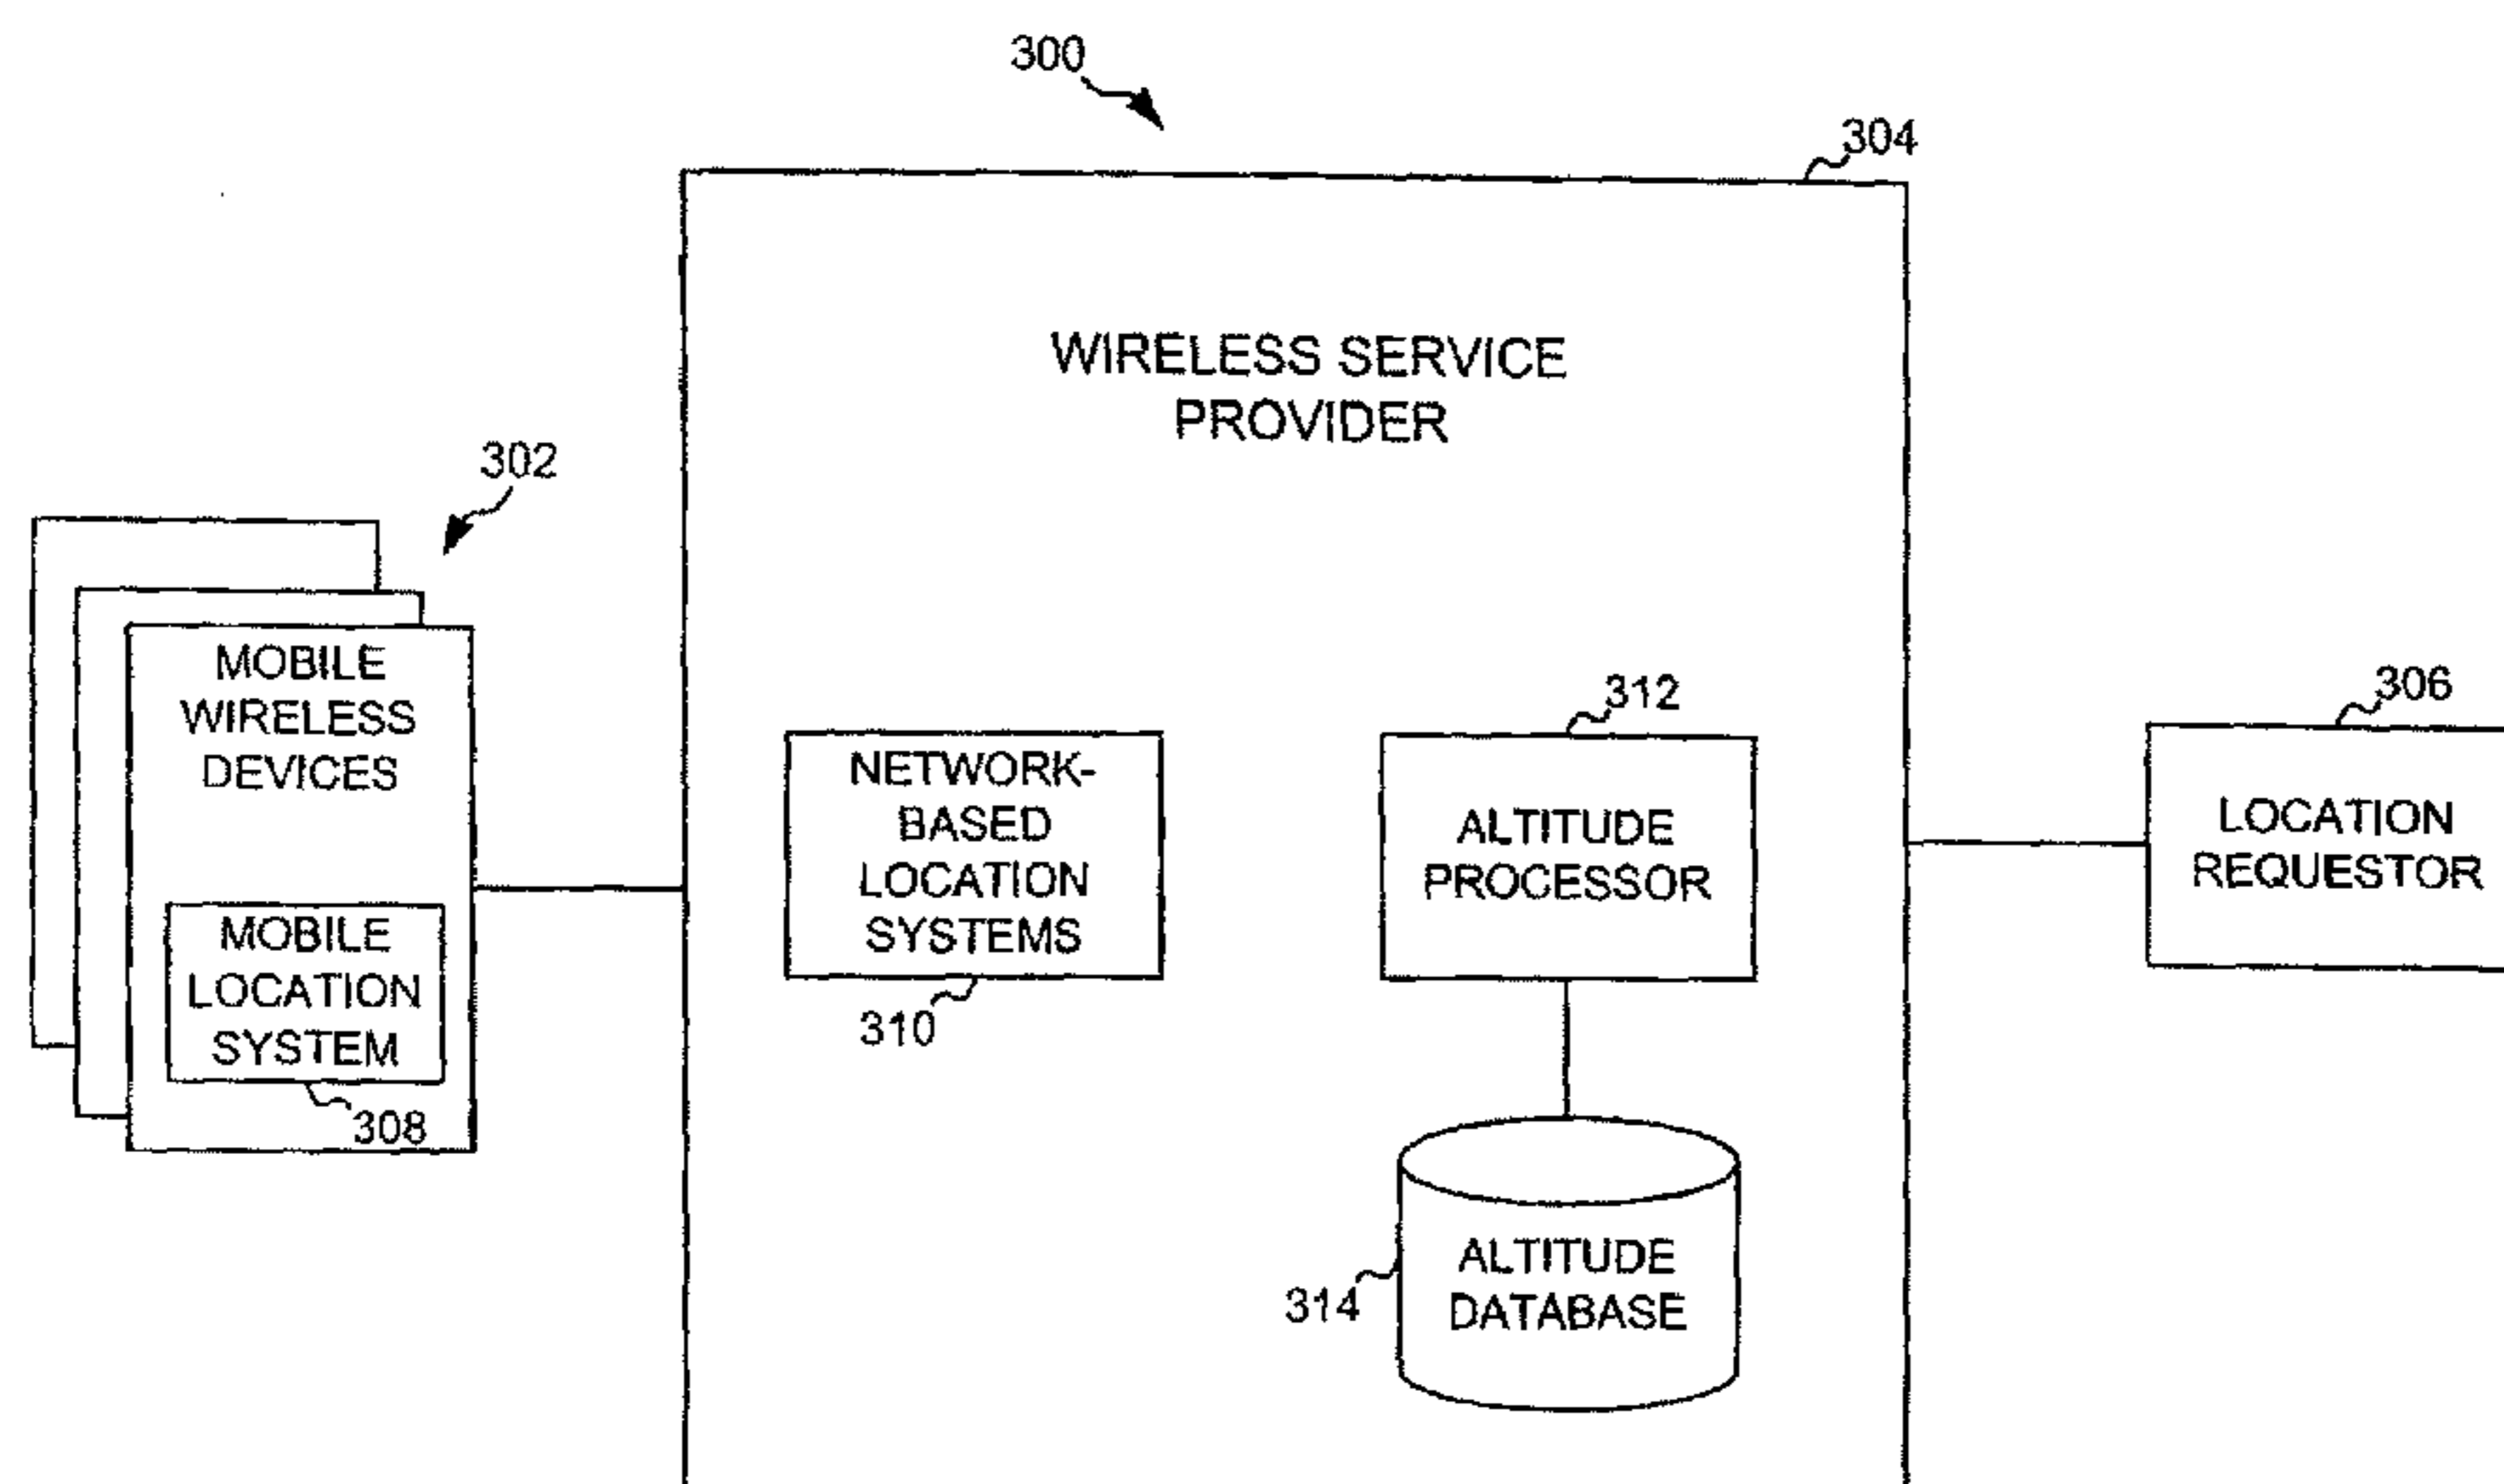 300
304
WIRELESS SERVICE
PROVIDER
302
MOBILE
WIRELESS
DEVICES
MOBILE
LOCATION
SYSTEM
308
NETWORK-
BASED
LOCATION
SYSTEMS
310
312
ALTITUDE
PROCESSOR
314
ALTITUDE
DATABASE
306
LOCATION
REQUESTOR